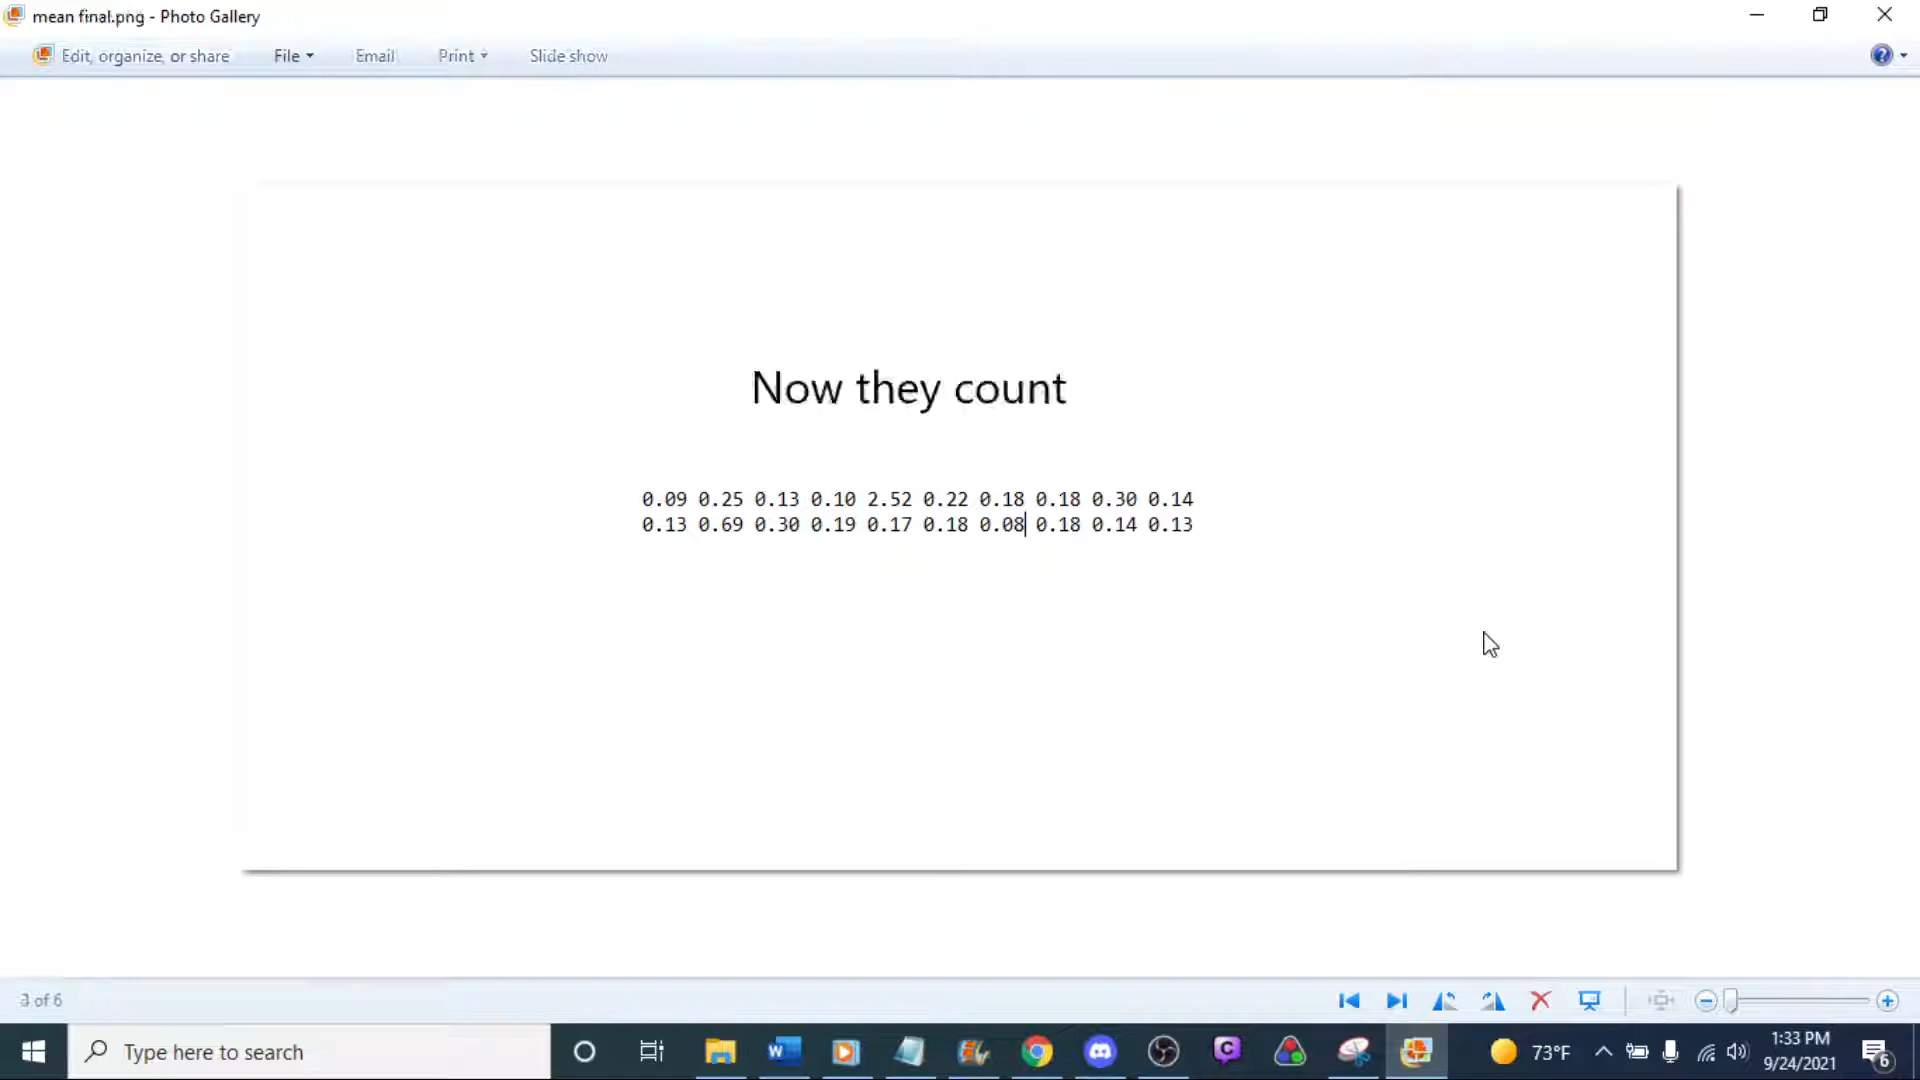 mean final.png - Photo Gallery
Edit, organize, or share File Email Print Slide show
Now they count
0.09 0.25 0.13 0.10 2.52 0.22 0.18 0.18 0.30 0.14
0.13 0.69 0.30 0.19 0.17 0.18 0.08 0.18 0.14 0.13
3 of 6
Type here to search
73°F
1:33 PM
9/24/2021
6